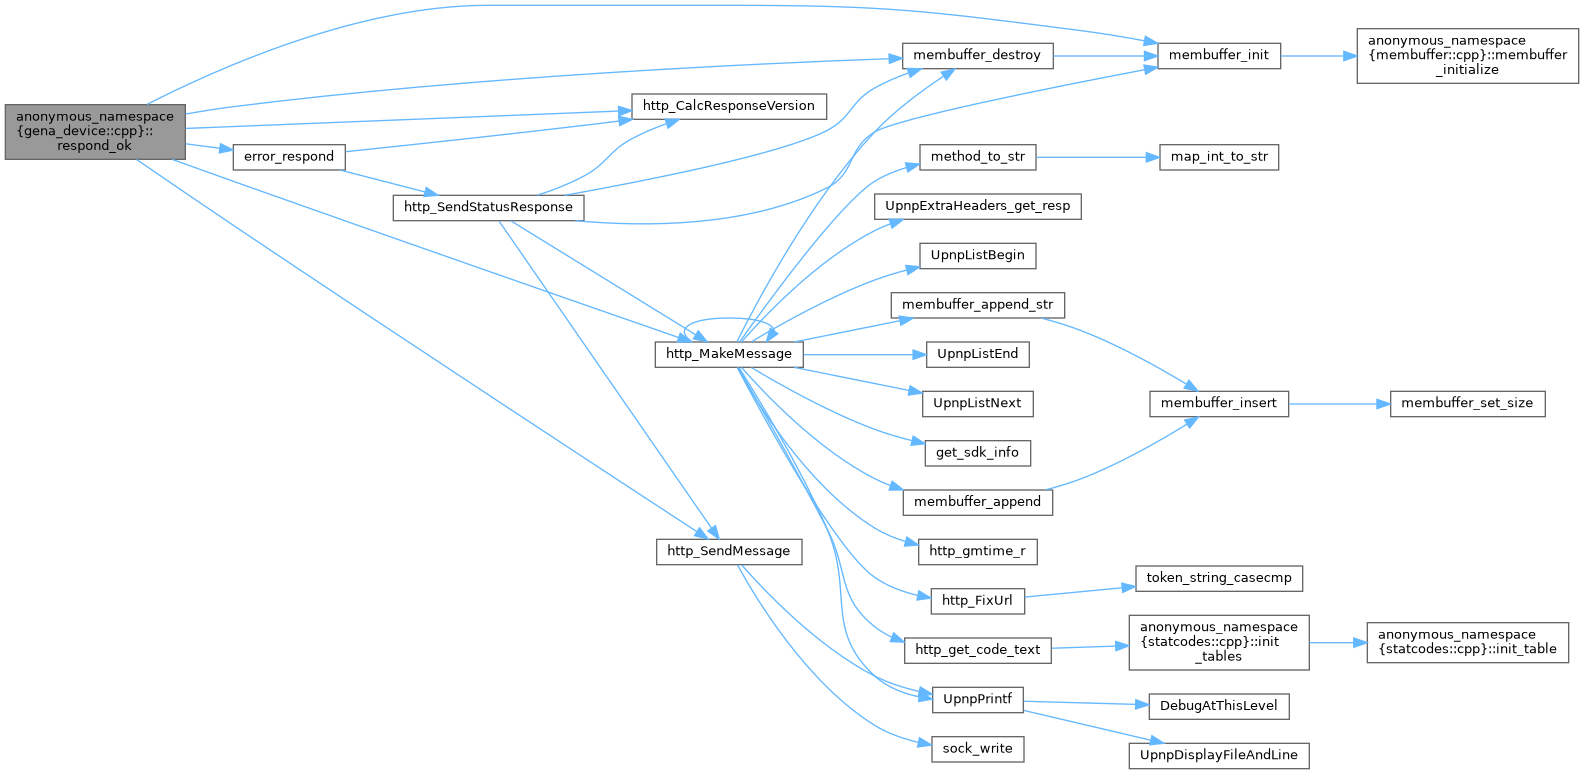 anonymous_namespace
{gena_device::cpp}::
respond_ok
error_respond
http_SendStatusResponse
http_CalcResponseVersion
http_MakeMessage
http_SendMessage
membuffer_destroy
method_to_str
UpnpExtraHeaders_get_resp
UpnpListBegin
membuffer_append_str
UpnpListEnd
UpnpListNext
get_sdk_info
membuffer_append
http_gmtime_r
http_FixUrl
http_get_code_text
UpnpPrintf
sock_write
membuffer_init
map_int_to_str
membuffer_insert
token_string_casecmp
anonymous_namespace
{statcodes::cpp}::init
_tables
DebugAtThisLevel
UpnpDisplayFileAndLine
anonymous_namespace
{membuffer::cpp}::membuffer
_initialize
membuffer_set_size
anonymous_namespace
{statcodes::cpp}::init_table